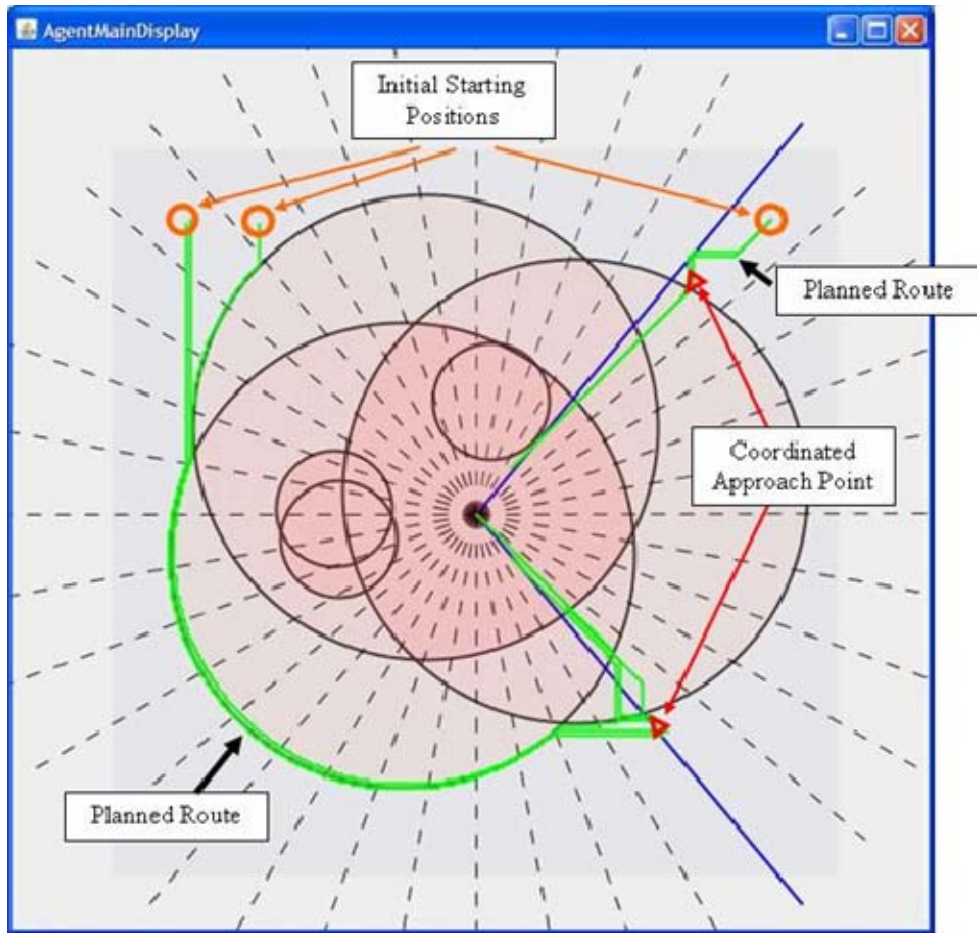 AgentMainDisplay
Initial Starting
Positions
Planned Route
Coordinated
Approach Point
Planned Route